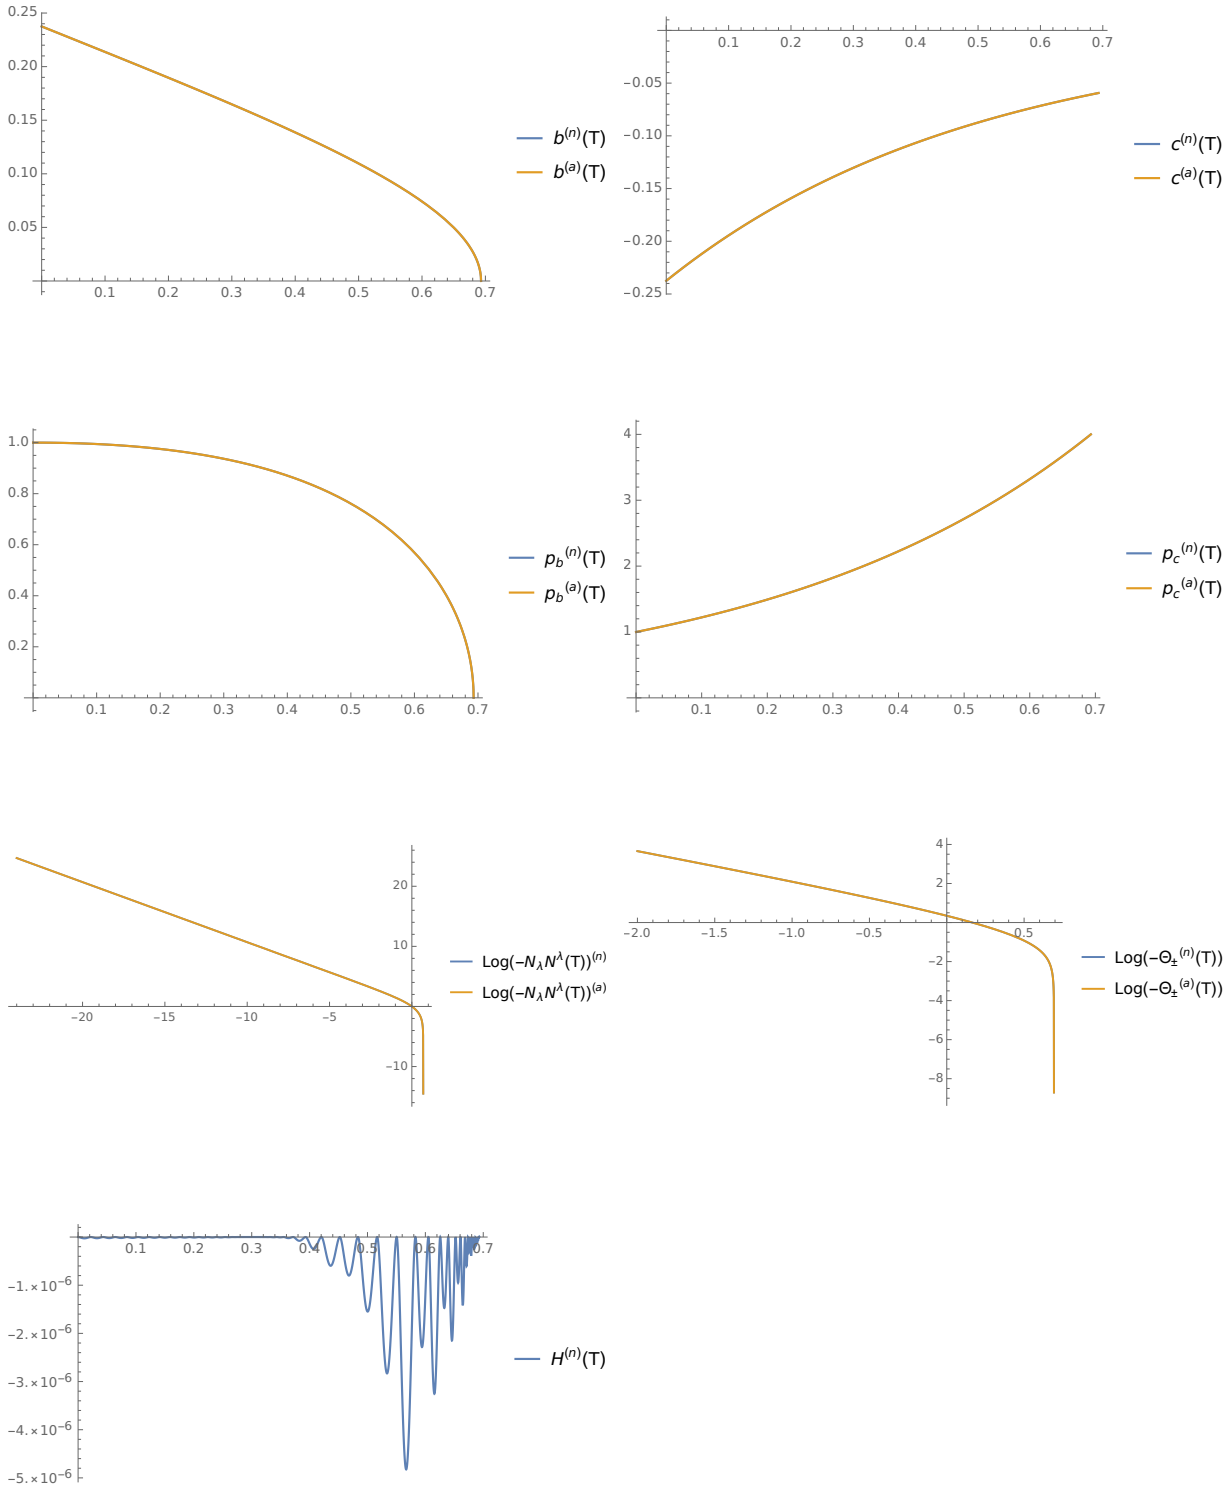 0.25
0.20
0.15
0.10
0.05
0.1 0.2 0.3 0.4 0.5 0.6 0.7
b^(n)(T)
b^(a)(T)
0.1 0.2 0.3 0.4 0.5 0.6 0.7
−0.05
−0.10
−0.15
−0.20
−0.25
c^(n)(T)
c^(a)(T)
1.0
0.8
0.6
0.4
0.2
0.1 0.2 0.3 0.4 0.5 0.6 0.7
p_b^(n)(T)
p_b^(a)(T)
4
3
2
1
0.1 0.2 0.3 0.4 0.5 0.6 0.7
p_c^(n)(T)
p_c^(a)(T)
20
10
−20 −15 −10 −5
−10
Log(−N_λ N^λ(T))^(n)
Log(−N_λ N^λ(T))^(a)
4
2
−2.0 −1.5 −1.0 −0.5 0.5
−2
−4
−6
−8
Log(−Θ_±^(n)(T))
Log(−Θ_±^(a)(T))
0.1 0.2 0.3 0.4 0.5 0.6 0.7
−1.×10^−6
−2.×10^−6
−3.×10^−6
−4.×10^−6
−5.×10^−6
H^(n)(T)